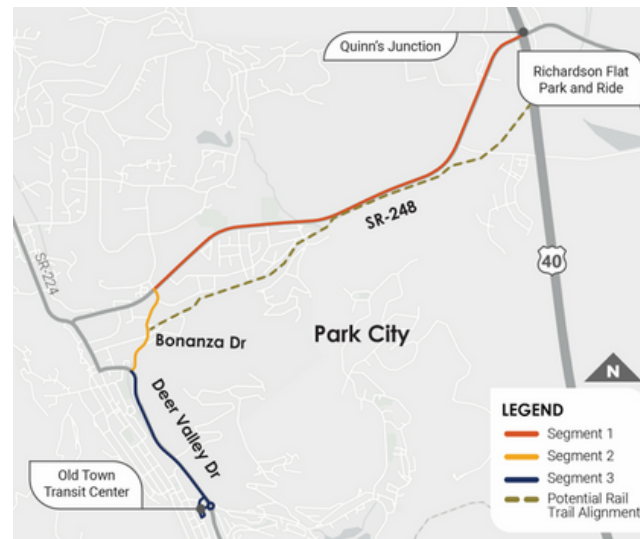 Quinn's Junction
Richardson Flat
Park and Ride
SR-248
SR-224
40
Bonanza Dr
Park City
Deer Valley Dr
N
LEGEND
Segment 1
Segment 2
Segment 3
Potential Rail
Trail Alignment
Old Town
Transit Center